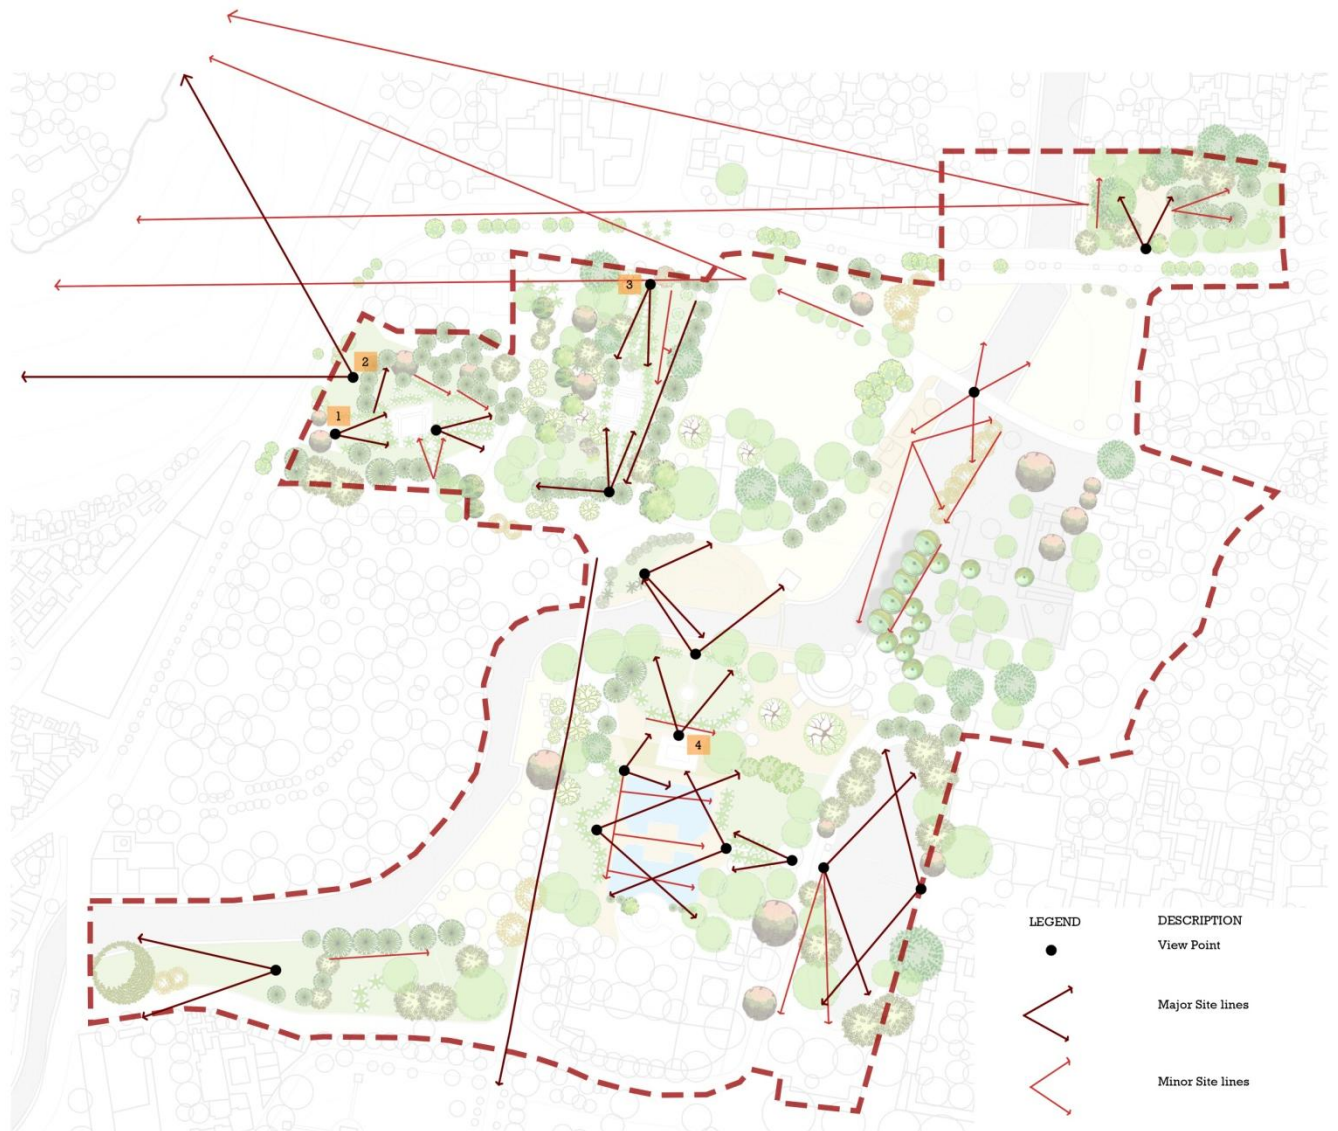 3
2
1
4
LEGEND DESCRIPTION
View Point
Major Site lines
Minor Site lines